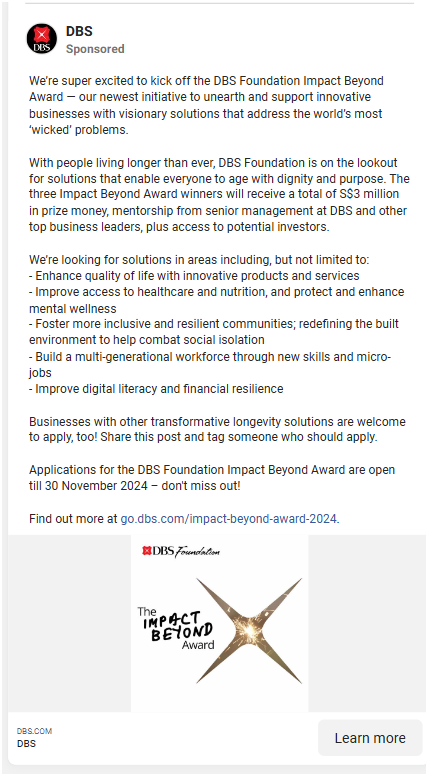 DBS
DBS
Sponsored
We're super excited to kick off the DBS Foundation Impact Beyond
Award — our newest initiative to unearth and support innovative
businesses with visionary solutions that address the world's most
'wicked' problems.
With people living longer than ever, DBS Foundation is on the lookout
for solutions that enable everyone to age with dignity and purpose. The
three Impact Beyond Award winners will receive a total of S$3 million
in prize money, mentorship from senior management at DBS and other
top business leaders, plus access to potential investors.
We're looking for solutions in areas including, but not limited to:
- Enhance quality of life with innovative products and services
- Improve access to healthcare and nutrition, and protect and enhance
mental wellness
- Foster more inclusive and resilient communities; redefining the built
environment to help combat social isolation
- Build a multi-generational workforce through new skills and micro-
jobs
- Improve digital literacy and financial resilience
Businesses with other transformative longevity solutions are welcome
to apply, too! Share this post and tag someone who should apply.
Applications for the DBS Foundation Impact Beyond Award are open
till 30 November 2024 – don't miss out!
Find out more at go.dbs.com/impact-beyond-award-2024.
DBS Foundation
The
IMPACT
BEYOND
Award
DBS.COM
DBS
Learn more